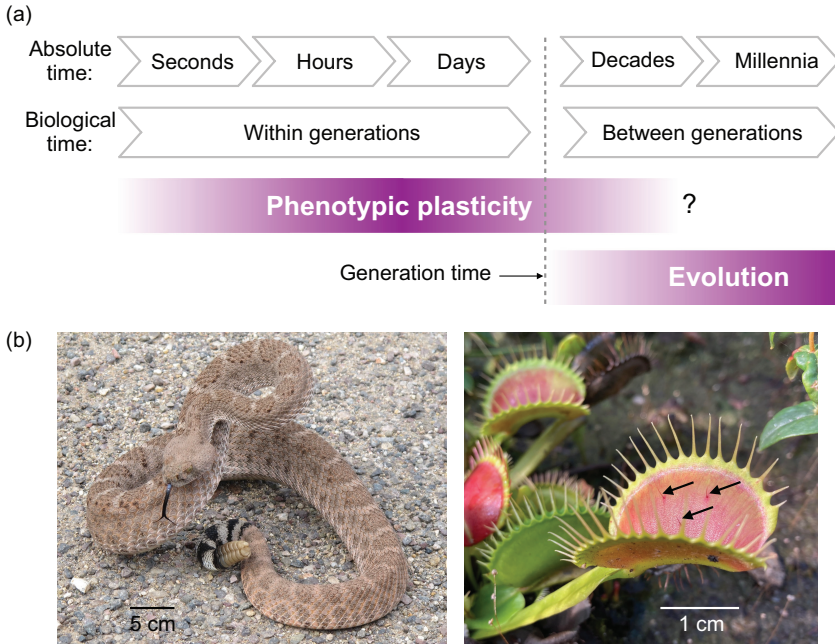 (a)
Absolute
time:
Seconds
Hours
Days
Decades
Millennia
Biological
time:
Within generations
Between generations
Phenotypic plasticity
?
Generation time
Evolution
(b)
5 cm
1 cm